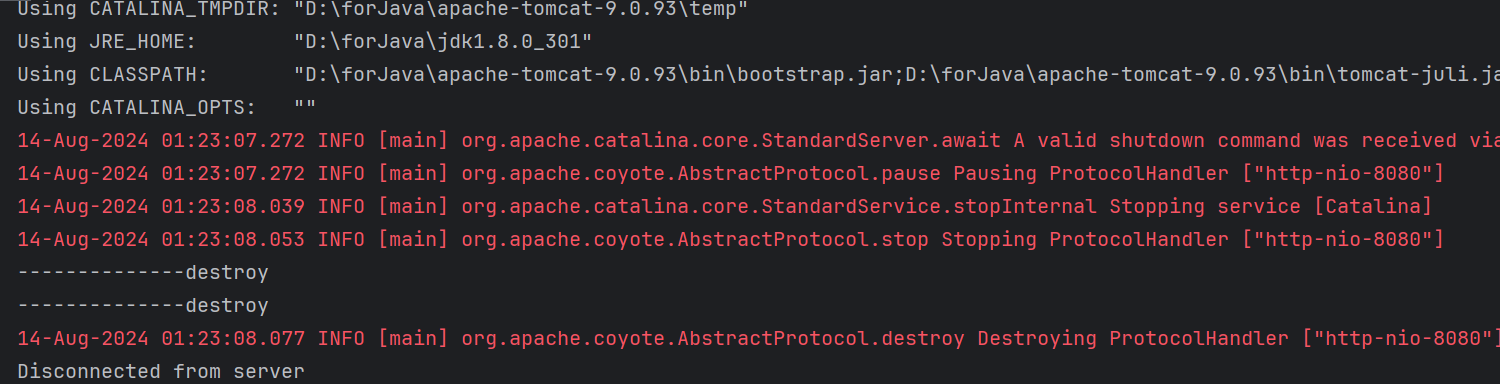 Using CATALINA_TMPDIR: "D:\forJava\apache-tomcat-9.0.93\temp"
Using JRE_HOME:        "D:\forJava\jdk1.8.0_301"
Using CLASSPATH:       "D:\forJava\apache-tomcat-9.0.93\bin\bootstrap.jar;D:\forJava\apache-tomcat-9.0.93\bin\tomcat-juli.ja
Using CATALINA_OPTS:   ""
14-Aug-2024 01:23:07.272 INFO [main] org.apache.catalina.core.StandardServer.await A valid shutdown command was received via
14-Aug-2024 01:23:07.272 INFO [main] org.apache.coyote.AbstractProtocol.pause Pausing ProtocolHandler ["http-nio-8080"]
14-Aug-2024 01:23:08.039 INFO [main] org.apache.catalina.core.StandardService.stopInternal Stopping service [Catalina]
14-Aug-2024 01:23:08.053 INFO [main] org.apache.coyote.AbstractProtocol.stop Stopping ProtocolHandler ["http-nio-8080"]
--------------destroy
--------------destroy
14-Aug-2024 01:23:08.077 INFO [main] org.apache.coyote.AbstractProtocol.destroy Destroying ProtocolHandler ["http-nio-8080"]
Disconnected from server